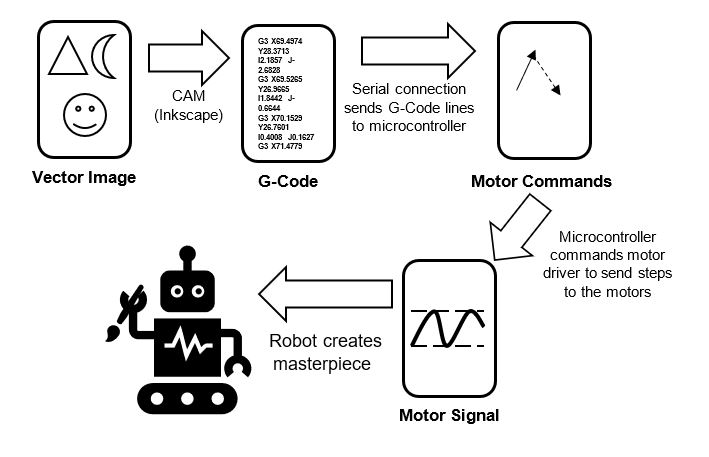 G3 X69.4974
Y28.3713
I2.1857 J-
2.6828
G3 X69.5265
Y26.9665
I1.8442 J-
0.6644
G3 X70.1529
Y26.7601
I0.4008 J0.1627
G3 X71.4779
CAM
(Inkscape)
Serial connection
sends G-Code lines
to microcontroller
Vector Image
G-Code
Motor Commands
Microcontroller
commands motor
driver to send steps
to the motors
Robot creates
masterpiece
Motor Signal